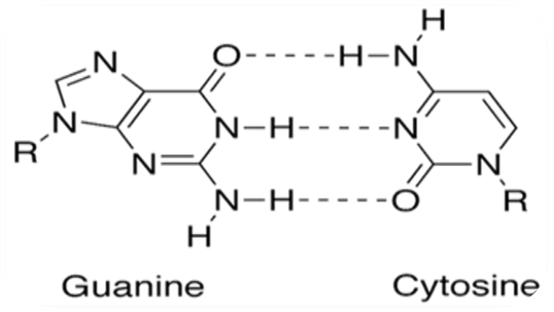 H
N O H N
N H N
R N N N
N H O R
H
Guanine Cytosine